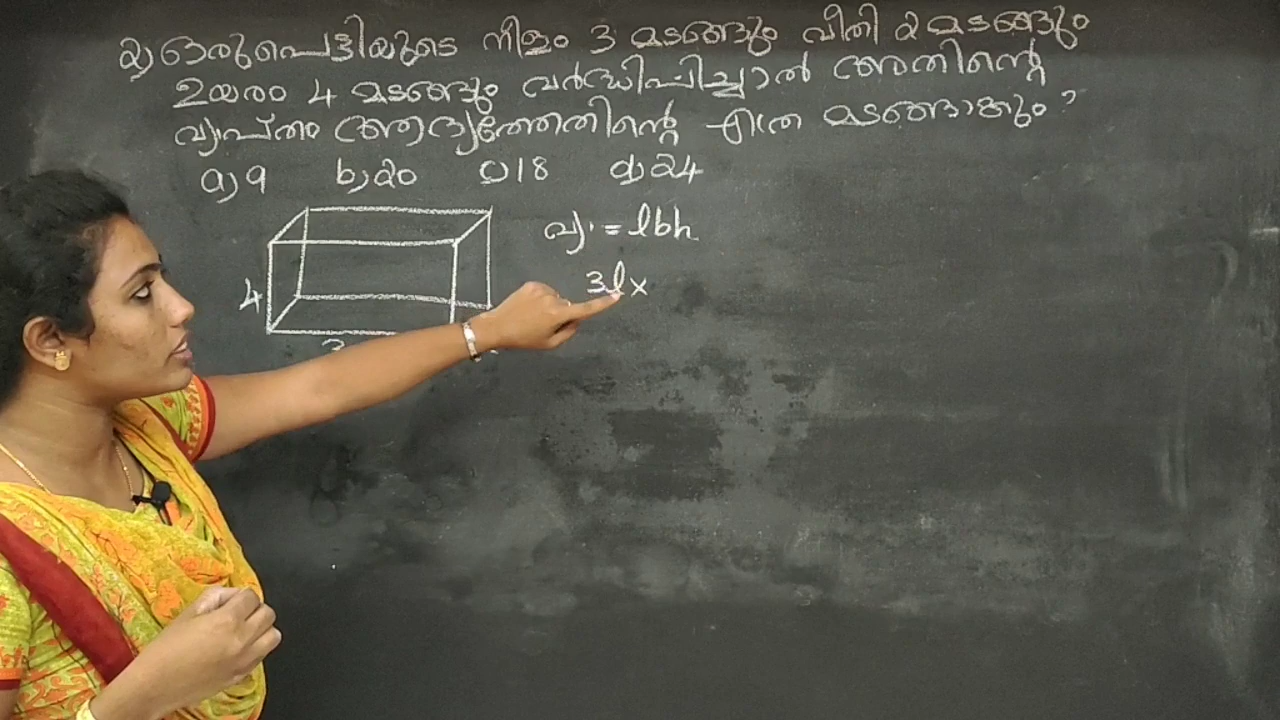 2) ഒരു പെട്ടിയുടെ നീളം 3 മടങ്ങും വീതി 2 മടങ്ങും
ഉയരം 4 മടങ്ങും വർദ്ധിപ്പിച്ചാൽ അതിന്റെ
വ്യാപ്തം ആദ്യത്തേതിന്റെ എത്ര മടങ്ങാകും?
a) 9 b) 20 c) 18 d) 24
വ്യാ' = lbh
3l x
4